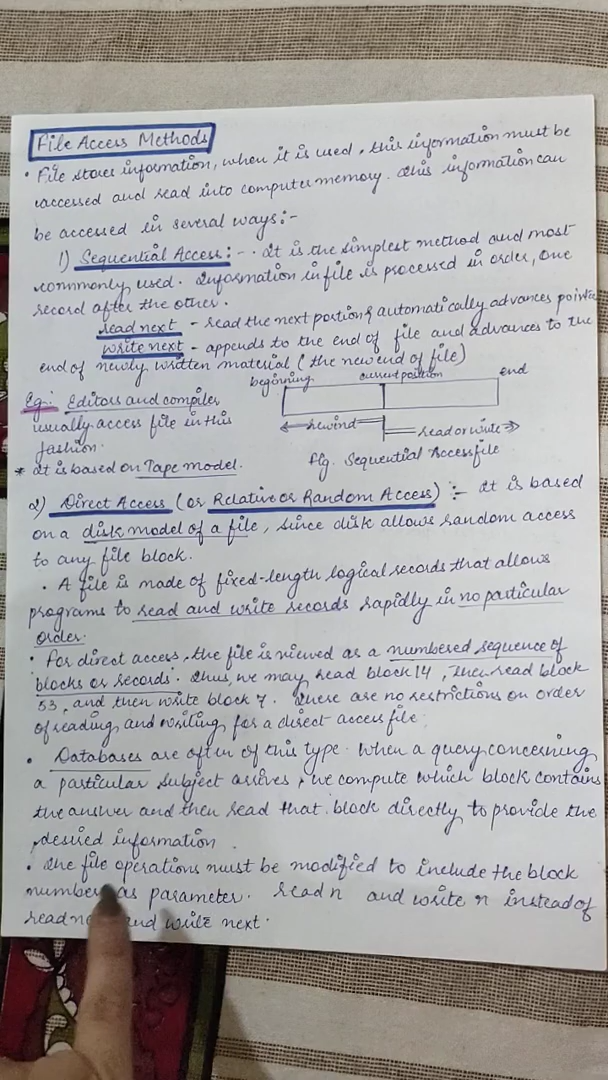 File Access Methods
• File stores information, when it is used, this information must be
accessed and read into computer memory. This information can
be accessed in several ways:-
1) Sequential Access:- · It is the simplest method and most
commonly used. Information in file is processed in order, one
record after the other.
read next - read the next portion & automatically advances pointer
write next - appends to the end of file and advances to the
end of newly written material (the new end of file)
beginning current position end
Eg:- Editors and compiler
usually access file in this
fashion.
rewind read or write
* It is based on Tape model.
fig. Sequential Access file
2) Direct Access (or Relative or Random Access) :- It is based
on a disk model of a file, since disk allows random access
to any file block.
• A file is made of fixed-length logical records that allows
programs to read and write records rapidly in no particular
order.
• For direct access, the file is viewed as a numbered sequence of
blocks or records. Thus, we may read block 14, then read block
53, and then write block 7. There are no restrictions on order
of reading and writing for a direct access file.
• Databases are often of this type. When a query concerning
a particular subject arrives, we compute which block contains
the answer and then read that block directly to provide the
desired information.
• The file operations must be modified to include the block
number as parameter. read n and write n instead of
and write next.